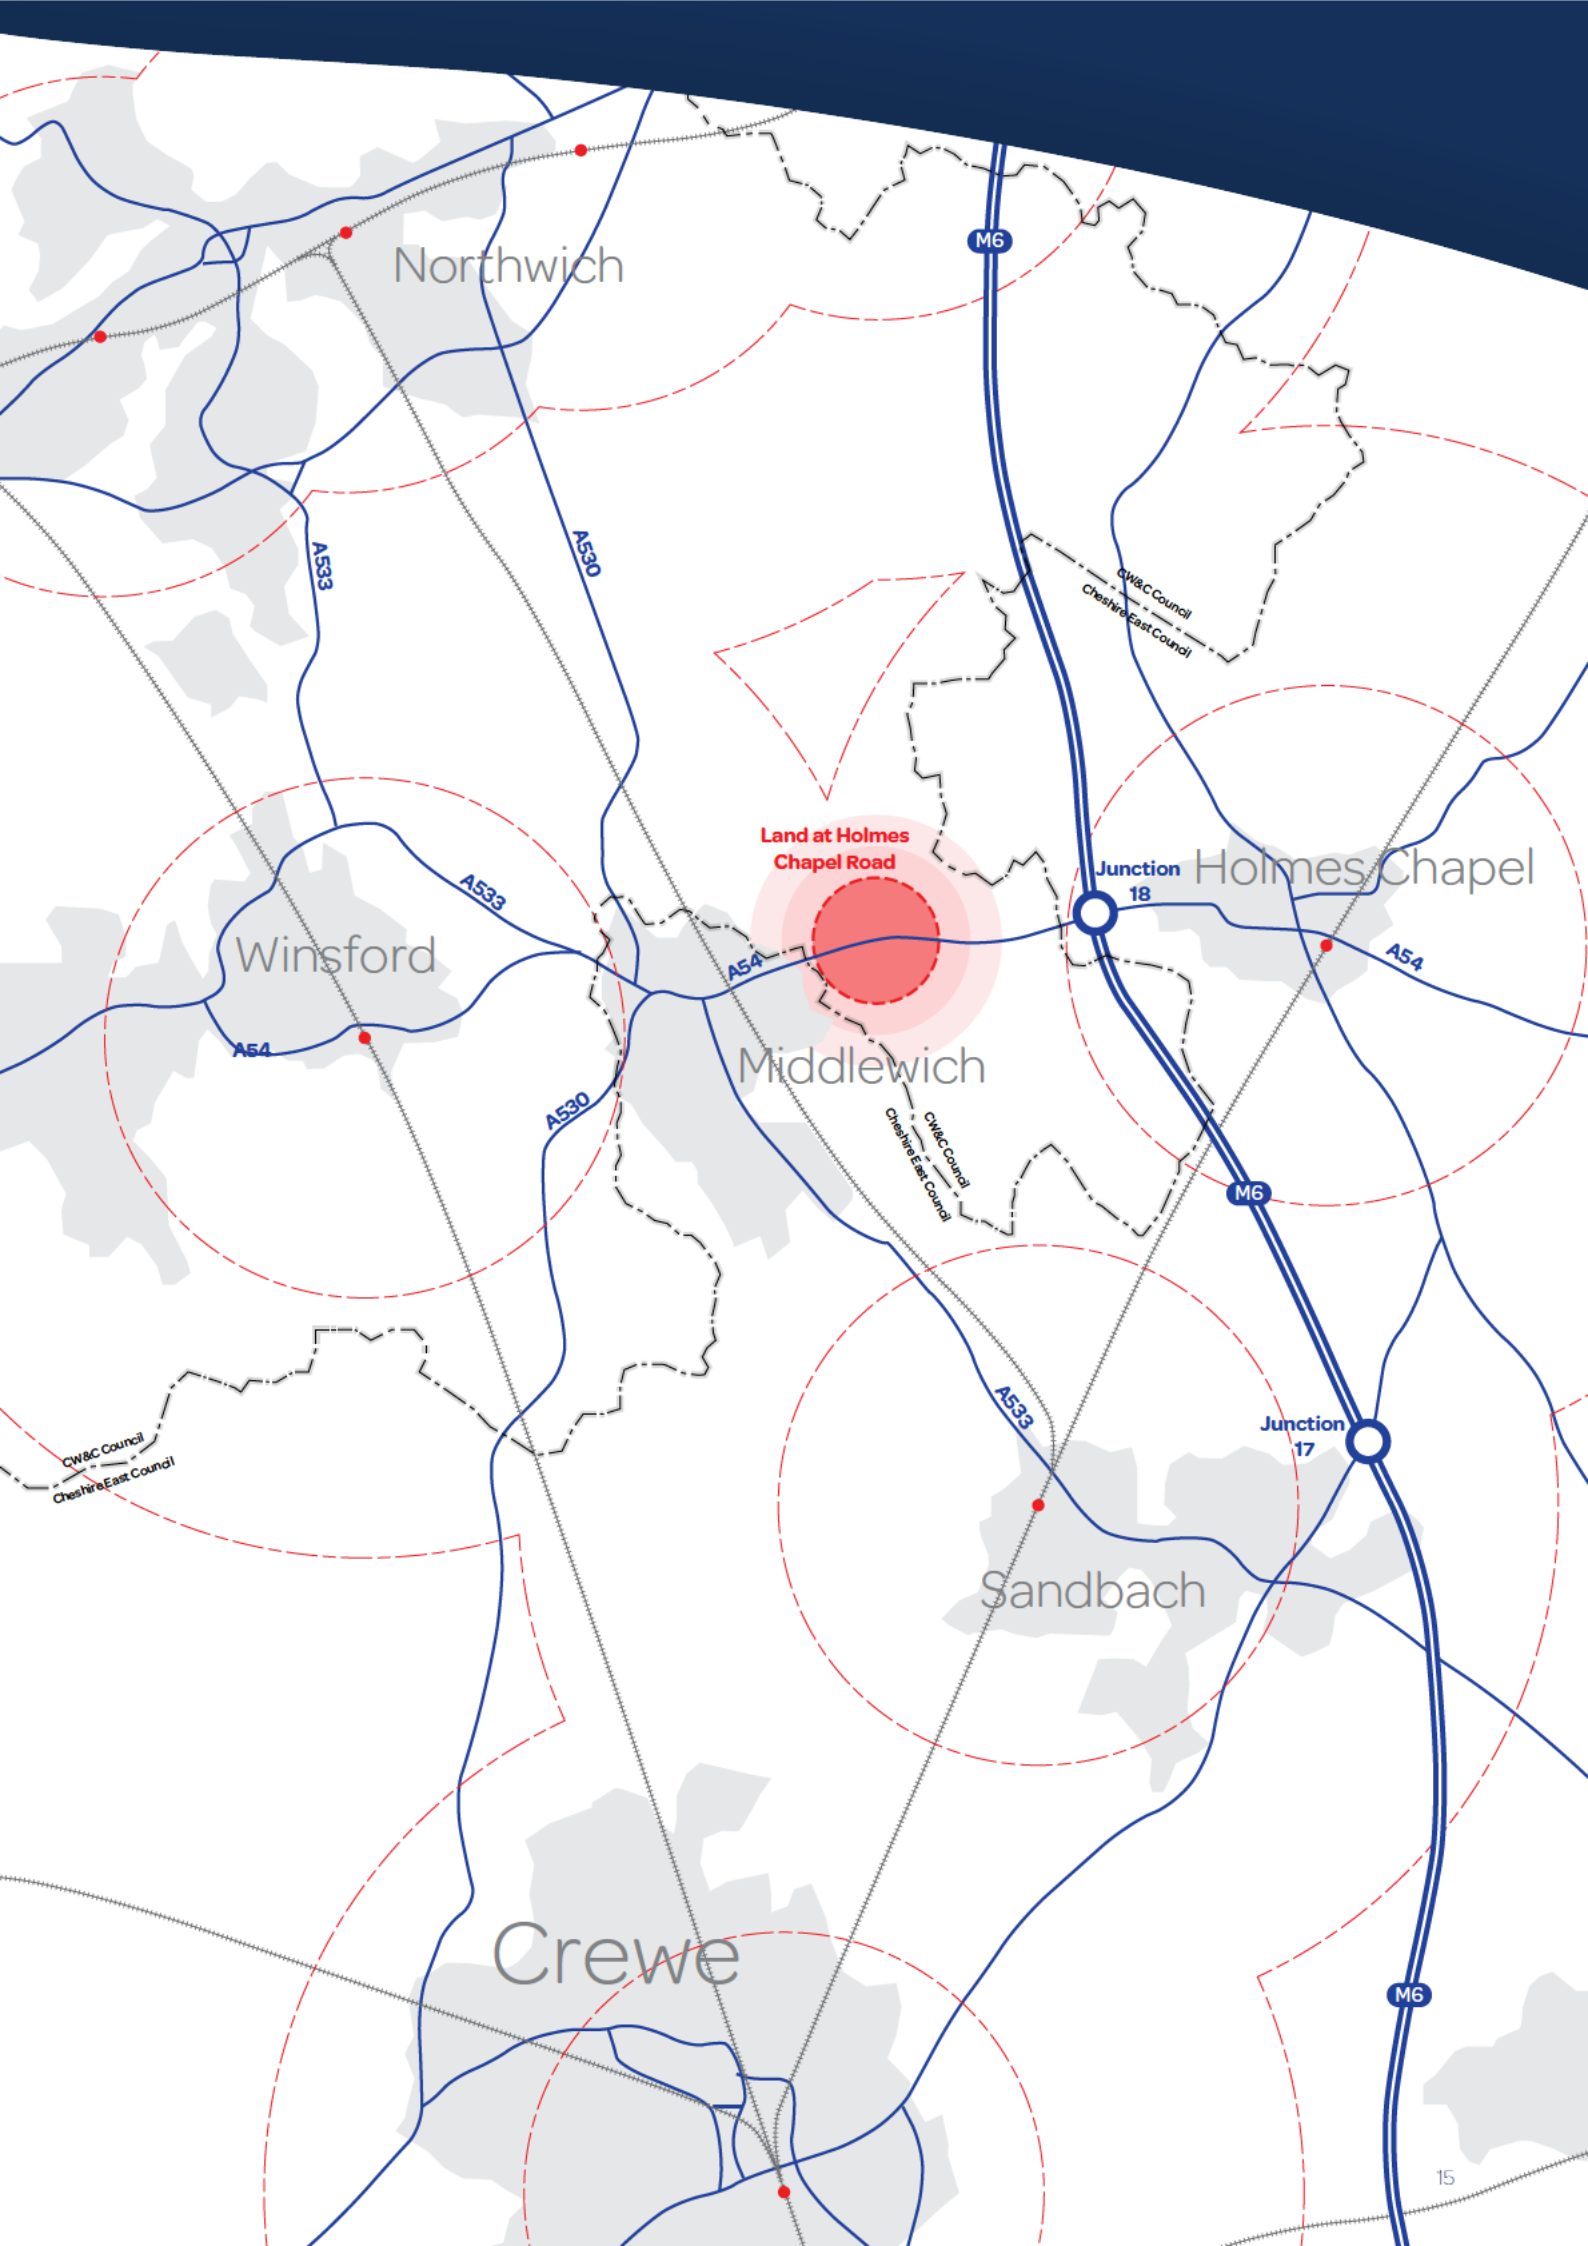 M6
Northwich
A533
A530
CW&C Council
Cheshire East Council
Land at Holmes
Chapel Road
Junction
18
Holmes Chapel
A533
Winsford
A54
A54
A54
Middlewich
A530
CW&C Council
Cheshire East Council
M6
A533
Junction
17
CW&C Council
Cheshire East Council
Sandbach
Crewe
M6
15